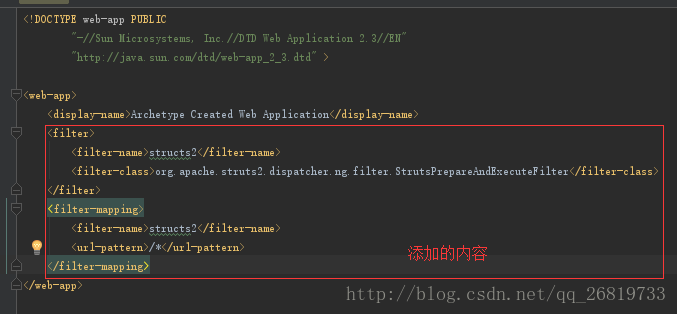 <!DOCTYPE web-app PUBLIC
"-//Sun Microsystems, Inc.//DTD Web Application 2.3//EN"
"http://java.sun.com/dtd/web-app_2_3.dtd" >
<web-app>
<display-name>Archetype Created Web Application</display-name>
<filter>
<filter-name>structs2</filter-name>
<filter-class>org.apache.struts2.dispatcher.ng.filter.StrutsPrepareAndExecuteFilter</filter-class>
</filter>
<filter-mapping>
<filter-name>structs2</filter-name>
<url-pattern>/*</url-pattern>
添加的内容
</filter-mapping>
</web-app>
http://blog.csdn.net/qq_26819733